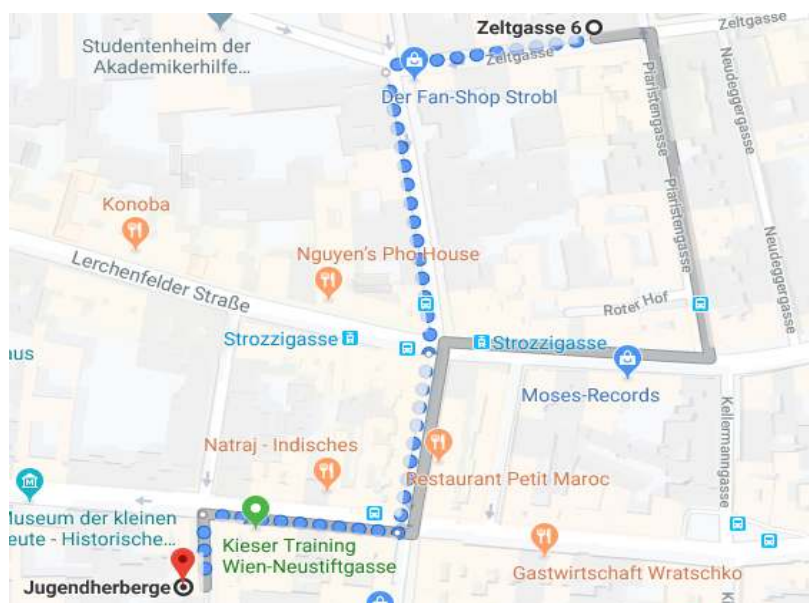 Zeltgasse 6
Zeltgasse
Studentenheim der
Akademikerhilfe...
Zeltgasse
Der Fan-Shop Strobl
Piaristengasse
Neudeggergasse
Konoba
Nguyen's Pho House
Lerchenfelder Straße
Piaristengasse
Neudeggergasse
Roter Hof
Strozzigasse
Strozzigasse
aus
Moses-Records
Kellermanngasse
Natraj - Indisches
Restaurant Petit Maroc
Museum der kleinen
eute - Historische...
Kieser Training
Wien-Neustiftgasse
Gastwirtschaft Wratschko
Jugendherberge